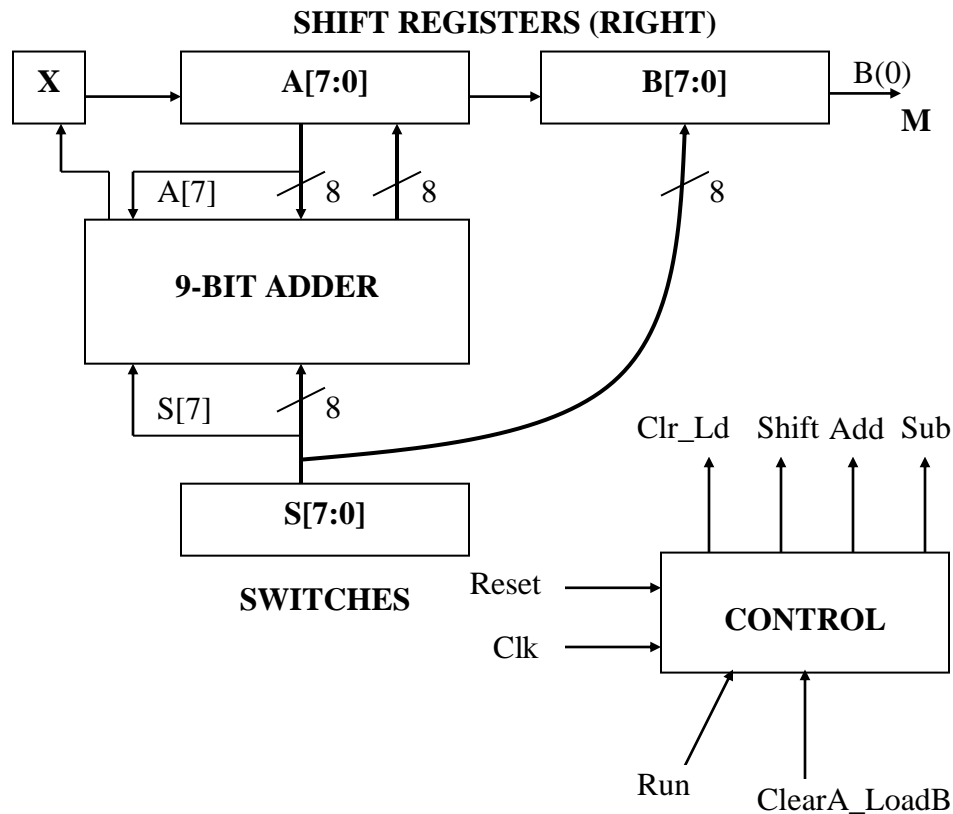 SHIFT REGISTERS (RIGHT)
X
A[7:0]
B[7:0]
B(0)
M
A[7]
8
8
8
9-BIT ADDER
S[7]
8
Clr_Ld
Shift
Add
Sub
S[7:0]
SWITCHES
Reset
CONTROL
Clk
Run
ClearA_LoadB